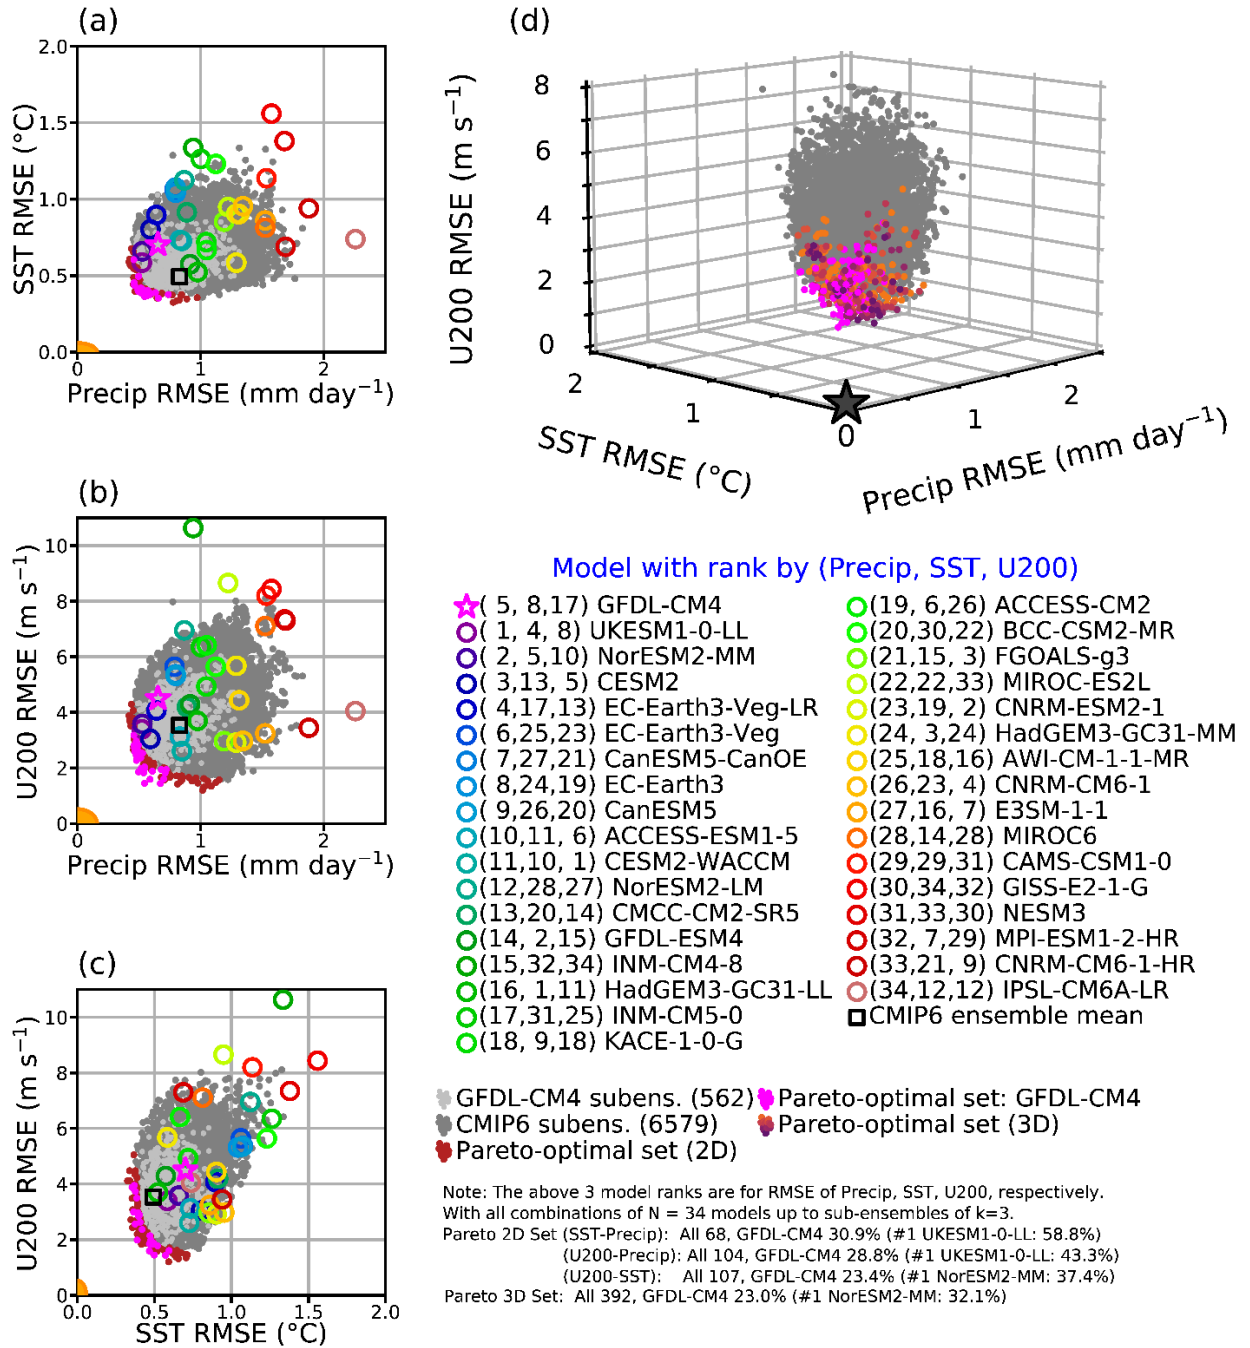 (a)
2.0
1.5
1.0
0.5
0.0
SST RMSE (°C)
0
1
2
Precip RMSE (mm day⁻¹)
(b)
10
8
6
4
2
0
U200 RMSE (m s⁻¹)
0
1
2
Precip RMSE (mm day⁻¹)
(c)
10
8
6
4
2
0
U200 RMSE (m s⁻¹)
0.0
0.5
1.0
1.5
2.0
SST RMSE (°C)
(d)
8
6
4
2
0
U200 RMSE (m s⁻¹)
2
1
0
1
2
SST RMSE (°C)
Precip RMSE (mm day⁻¹)
Model with rank by (Precip, SST, U200)
( 5, 8,17) GFDL-CM4
( 1, 4, 8) UKESM1-0-LL
( 2, 5,10) NorESM2-MM
( 3,13, 5) CESM2
( 4,17,13) EC-Earth3-Veg-LR
( 6,25,23) EC-Earth3-Veg
( 7,27,21) CanESM5-CanOE
( 8,24,19) EC-Earth3
( 9,26,20) CanESM5
(10,11, 6) ACCESS-ESM1-5
(11,10, 1) CESM2-WACCM
(12,28,27) NorESM2-LM
(13,20,14) CMCC-CM2-SR5
(14, 2,15) GFDL-ESM4
(15,32,34) INM-CM4-8
(16, 1,11) HadGEM3-GC31-LL
(17,31,25) INM-CM5-0
(18, 9,18) KACE-1-0-G
(19, 6,26) ACCESS-CM2
(20,30,22) BCC-CSM2-MR
(21,15, 3) FGOALS-g3
(22,22,33) MIROC-ES2L
(23,19, 2) CNRM-ESM2-1
(24, 3,24) HadGEM3-GC31-MM
(25,18,16) AWI-CM-1-1-MR
(26,23, 4) CNRM-CM6-1
(27,16, 7) E3SM-1-1
(28,14,28) MIROC6
(29,29,31) CAMS-CSM1-0
(30,34,32) GISS-E2-1-G
(31,33,30) NESM3
(32, 7,29) MPI-ESM1-2-HR
(33,21, 9) CNRM-CM6-1-HR
(34,12,12) IPSL-CM6A-LR
CMIP6 ensemble mean
GFDL-CM4 subens. (562)
CMIP6 subens. (6579)
Pareto-optimal set (2D)
Pareto-optimal set: GFDL-CM4
Pareto-optimal set (3D)
Note: The above 3 model ranks are for RMSE of Precip, SST, U200, respectively.
With all combinations of N = 34 models up to sub-ensembles of k=3.
Pareto 2D Set (SST-Precip): All 68, GFDL-CM4 30.9% (#1 UKESM1-0-LL: 58.8%)
(U200-Precip): All 104, GFDL-CM4 28.8% (#1 UKESM1-0-LL: 43.3%)
(U200-SST): All 107, GFDL-CM4 23.4% (#1 NorESM2-MM: 37.4%)
Pareto 3D Set: All 392, GFDL-CM4 23.0% (#1 NorESM2-MM: 32.1%)